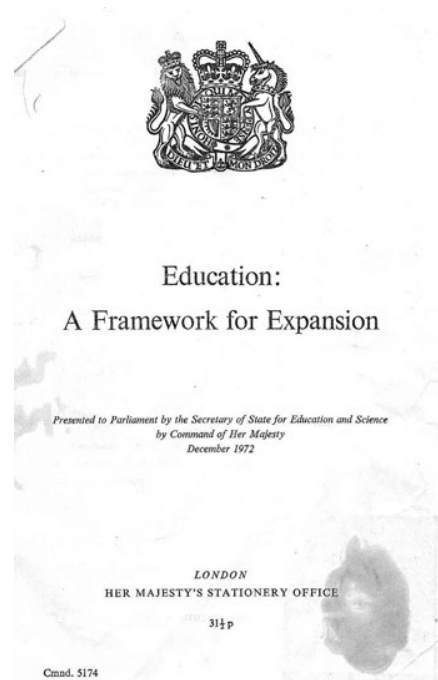 DIEU ET MON DROIT
Education:
A Framework for Expansion
Presented to Parliament by the Secretary of State for Education and Science
by Command of Her Majesty
December 1972
LONDON
HER MAJESTY'S STATIONERY OFFICE
31½p
Cmnd. 5174